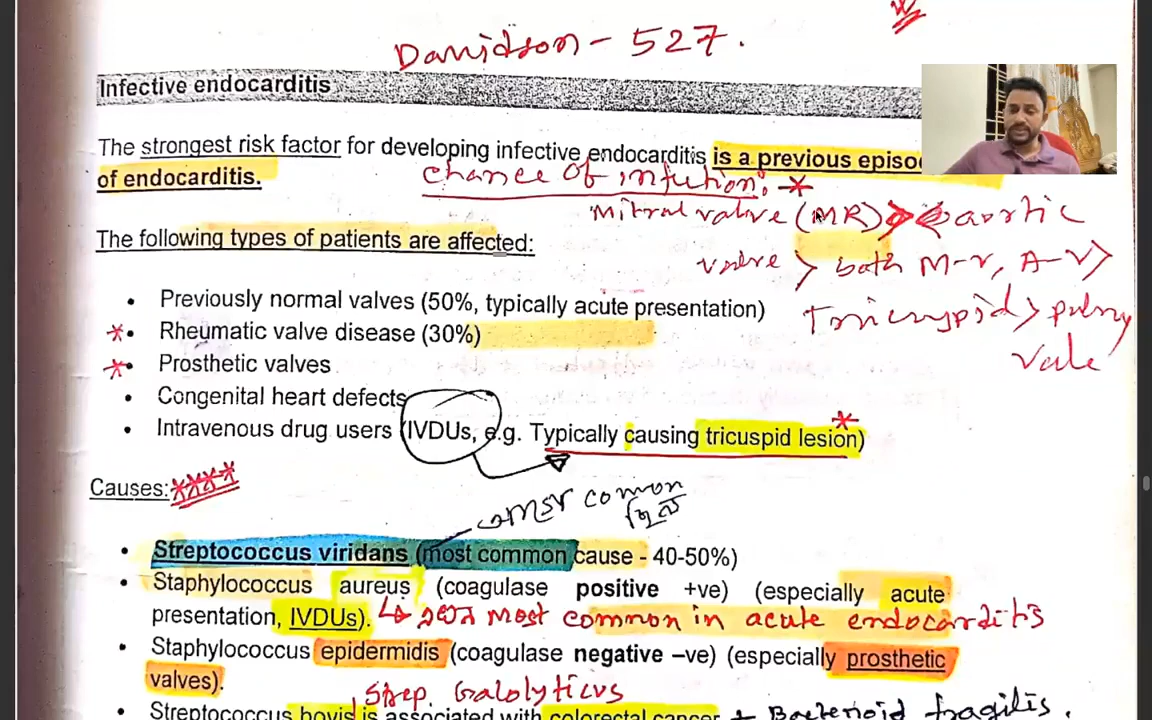 Davidson - 527.
Infective endocarditis
The strongest risk factor for developing infective endocarditis is a previous episo
of endocarditis.
chance of infection: *
Mitral valve (MR) > aortic
valve > both M-v, A-v >
The following types of patients are affected:
Tricuspid > pulmy
valve
• Previously normal valves (50%, typically acute presentation)
* • Rheumatic valve disease (30%)
* • Prosthetic valves
• Congenital heart defects
• Intravenous drug users (IVDUs, e.g. Typically causing tricuspid lesion)
Causes: ****
common
• Streptococcus viridans (most common cause - 40-50%)
• Staphylococcus aureus (coagulase positive +ve) (especially acute
presentation, IVDUs). most common in acute endocarditis
• Staphylococcus epidermidis (coagulase negative –ve) (especially prosthetic
valves).
Strep. Galolyticus
• Streptococcus bovis is associated with colorectal cancer + Bacterioid fragilis.